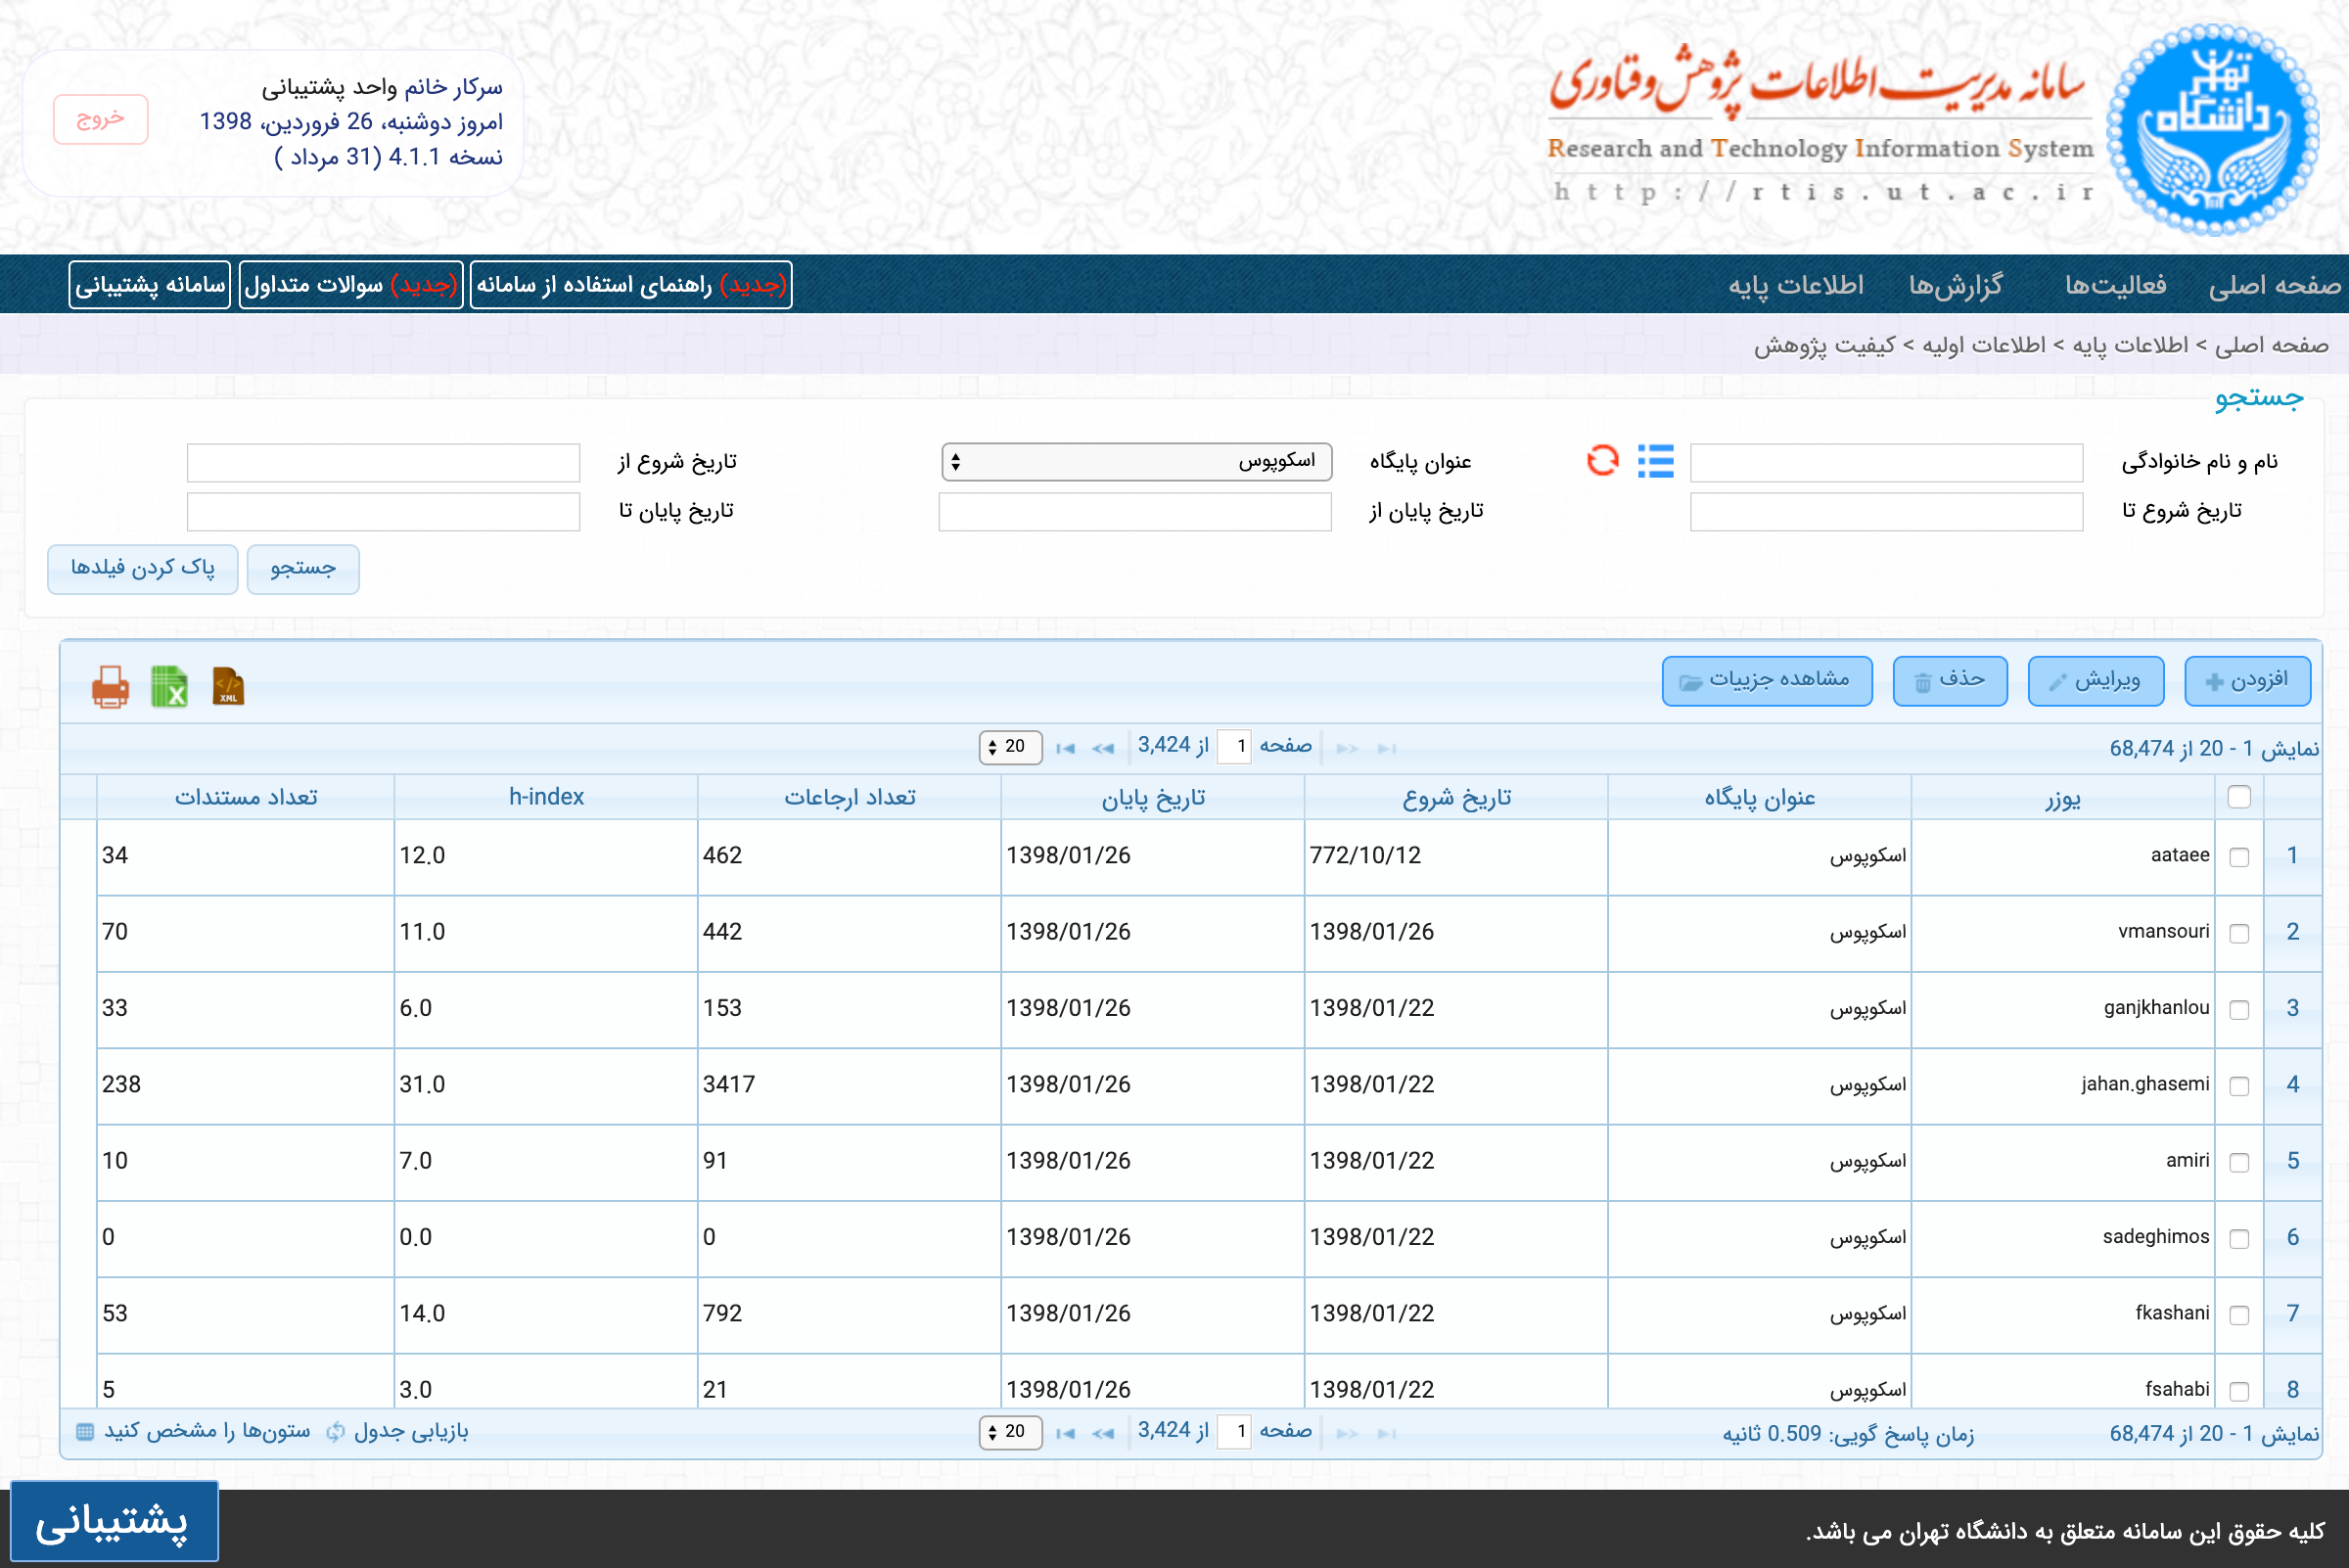 سامانه مدیریت اطلاعات پژوهش و فناوری
Research and Technology Information System
http://rtis.ut.ac.ir
دانشگاه تهران
سرکار خانم واحد پشتیبانی
امروز دوشنبه، 26 فروردین، 1398
نسخه 4.1.1 (31 مرداد )
خروج
صفحه اصلی فعالیت‌ها گزارش‌ها اطلاعات پایه (جدید) راهنمای استفاده از سامانه (جدید) سوالات متداول سامانه پشتیبانی
صفحه اصلی > اطلاعات پایه > اطلاعات اولیه > کیفیت پژوهش
جستجو
نام و نام خانوادگی عنوان پایگاه اسکوپوس تاریخ شروع از
تاریخ شروع تا تاریخ پایان از تاریخ پایان تا
جستجو پاک کردن فیلدها
افزودن ویرایش حذف مشاهده جزییات XML X
نمایش 1 - 20 از 68,474 صفحه 1 از 3,424 20
یوزر عنوان پایگاه تاریخ شروع تاریخ پایان تعداد ارجاعات h-index تعداد مستندات
1 aataee اسکوپوس 772/10/12 1398/01/26 462 12.0 34
2 vmansouri اسکوپوس 1398/01/26 1398/01/26 442 11.0 70
3 ganjkhanlou اسکوپوس 1398/01/22 1398/01/26 153 6.0 33
4 jahan.ghasemi اسکوپوس 1398/01/22 1398/01/26 3417 31.0 238
5 amiri اسکوپوس 1398/01/22 1398/01/26 91 7.0 10
6 sadeghimos اسکوپوس 1398/01/22 1398/01/26 0 0.0 0
7 fkashani اسکوپوس 1398/01/22 1398/01/26 792 14.0 53
8 fsahabi اسکوپوس 1398/01/22 1398/01/26 21 3.0 5
نمایش 1 - 20 از 68,474 زمان پاسخ گویی: 0.509 ثانیه صفحه 1 از 3,424 20 بازیابی جدول ستون‌ها را مشخص کنید
کلیه حقوق این سامانه متعلق به دانشگاه تهران می باشد.
پشتیبانی